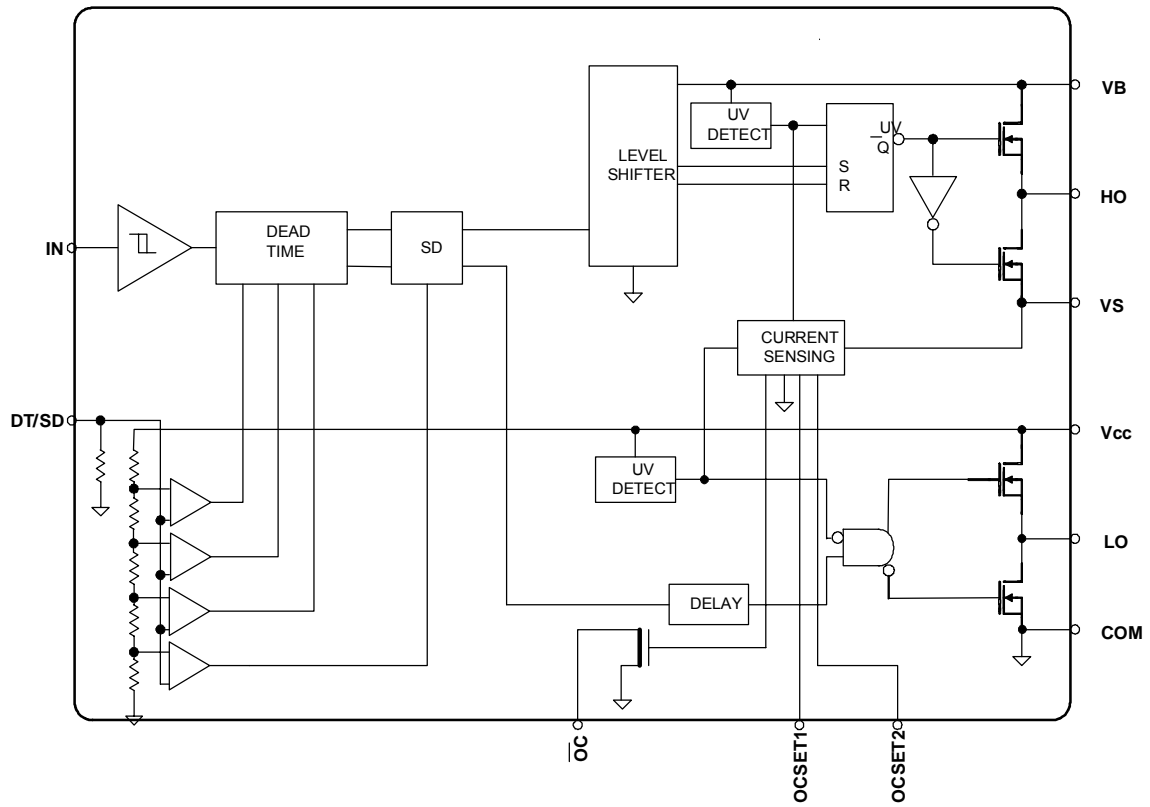 VB
UV
DETECT
UV
Q
LEVEL
SHIFTER
S
R
HO
DEAD
TIME
SD
IN
VS
CURRENT
SENSING
DT/SD
Vcc
UV
DETECT
LO
DELAY
COM
OC
OCSET1
OCSET2